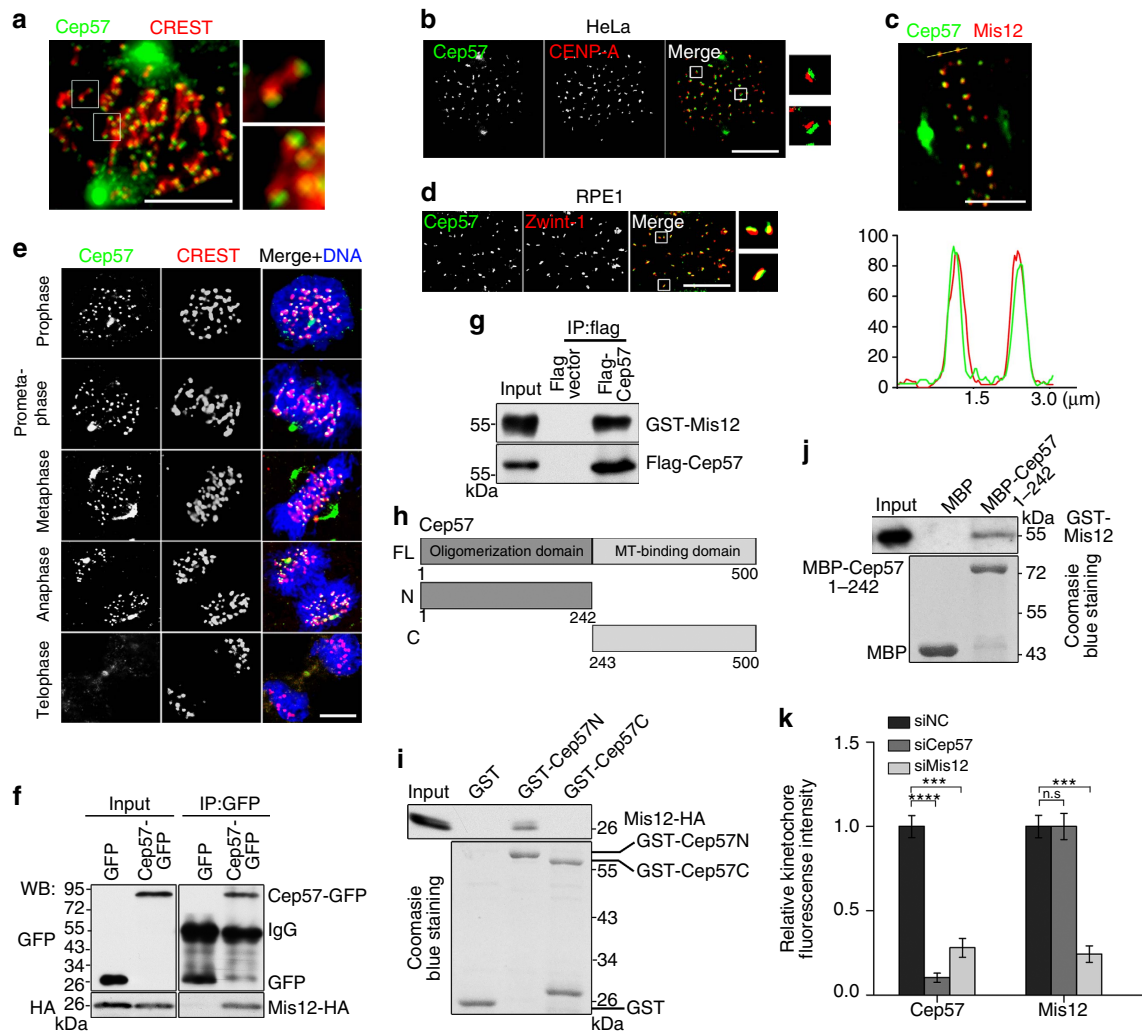 a
Cep57 CREST
b
HeLa
Cep57
CENP-A
Merge
c
Cep57 Mis12
100
80
60
40
20
0
1.5
3.0 (μm)
d
RPE1
Cep57
Zwint-1
Merge
e
Cep57
CREST
Merge+DNA
Prophase
Prometa-
phase
Metaphase
Anaphase
Telophase
f
Input
IP:GFP
GFP
Cep57-
GFP
GFP
Cep57-
GFP
WB:
95
72
55
43
34
26
GFP
HA
26
kDa
Cep57-GFP
IgG
GFP
Mis12-HA
g
IP:flag
Input
Flag
vector
Flag-
Cep57
55
GST-Mis12
55
Flag-Cep57
kDa
h
Cep57
FL
Oligomerization domain
MT-binding domain
1
500
N
1
242
C
243
500
i
Input
GST
GST-Cep57N
GST-Cep57C
Mis12-HA
26
GST-Cep57N
GST-Cep57C
55
43
34
26
GST
kDa
Coomasie
blue staining
j
Input
MBP
MBP-Cep57
1–242
kDa
55
GST-
Mis12
MBP-Cep57
1–242
72
55
43
MBP
Coomasie
blue staining
k
siNC
siCep57
siMis12
Relative kinetochore
fluorescense intensity
1.5
1.0
0.5
0.0
***
****
***
n.s
Cep57
Mis12